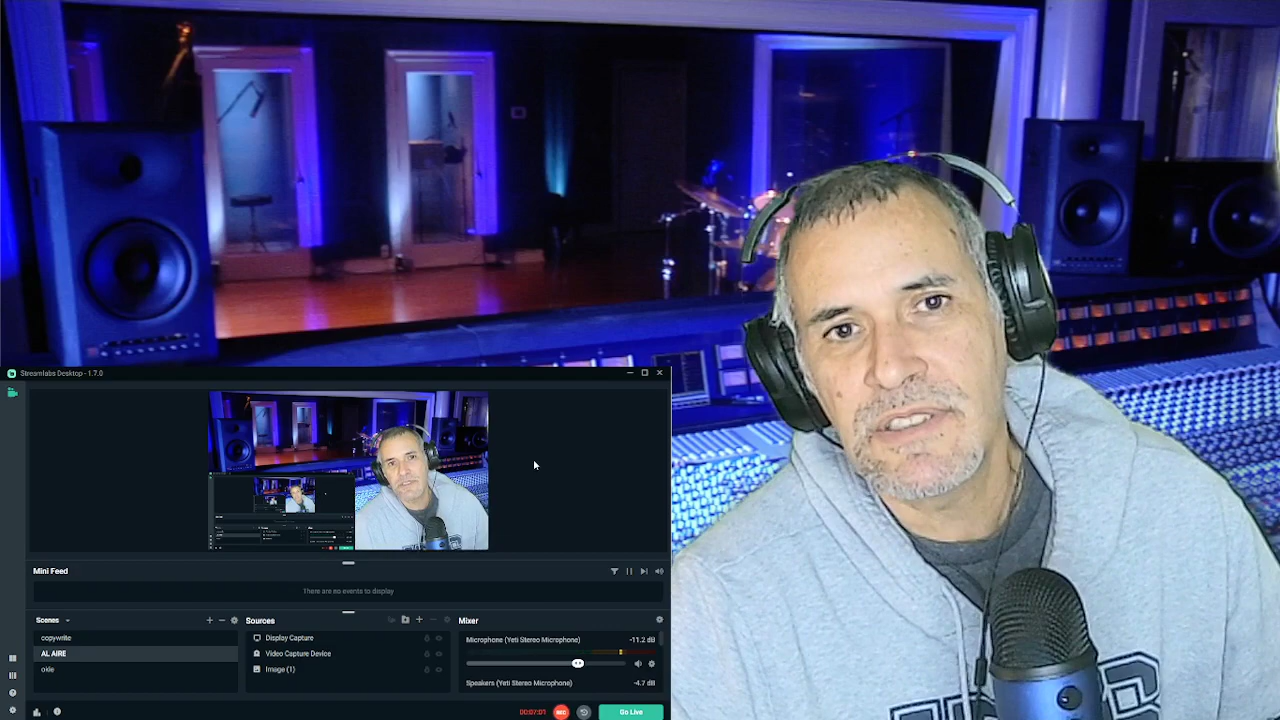 Streamlabs Desktop - 1.7.0
Mini Feed
There are no events to display
Scenes
Sources
Mixer
copywrite
AL AIRE
okle
Display Capture
Video Capture Device
Image (1)
Microphone (Yeti Stereo Microphone)
-11.2 dB
Speakers (Yeti Stereo Microphone)
-4.7 dB
00:07:01
REC
Go Live